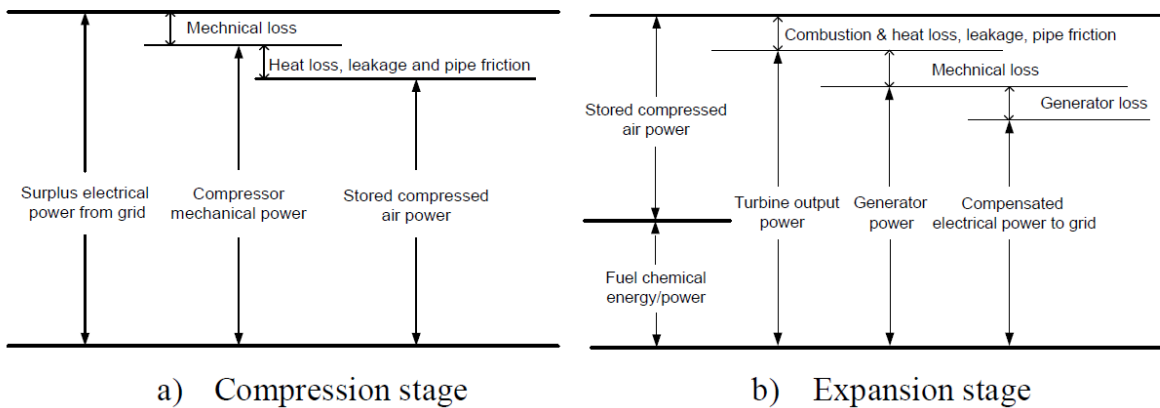 Mechnical loss
Heat loss, leakage and pipe friction
Surplus electrical
power from grid
Compressor
mechanical power
Stored compressed
air power
a) Compression stage
Combustion & heat loss, leakage, pipe friction
Mechnical loss
Generator loss
Stored compressed
air power
Turbine output
power
Generator
power
Compensated
electrical power to grid
Fuel chemical
energy/power
b) Expansion stage